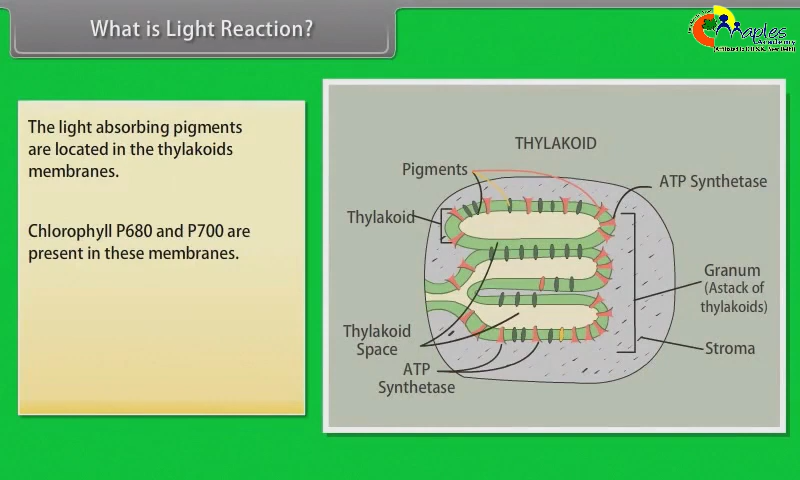 What is Light Reaction?
Maples
Academy
The light absorbing pigments
are located in the thylakoids
membranes.
Chlorophyll P680 and P700 are
present in these membranes.
THYLAKOID
Pigments
ATP Synthetase
Thylakoid
Granum
(Astack of
thylakoids)
Thylakoid
Space
Stroma
ATP
Synthetase